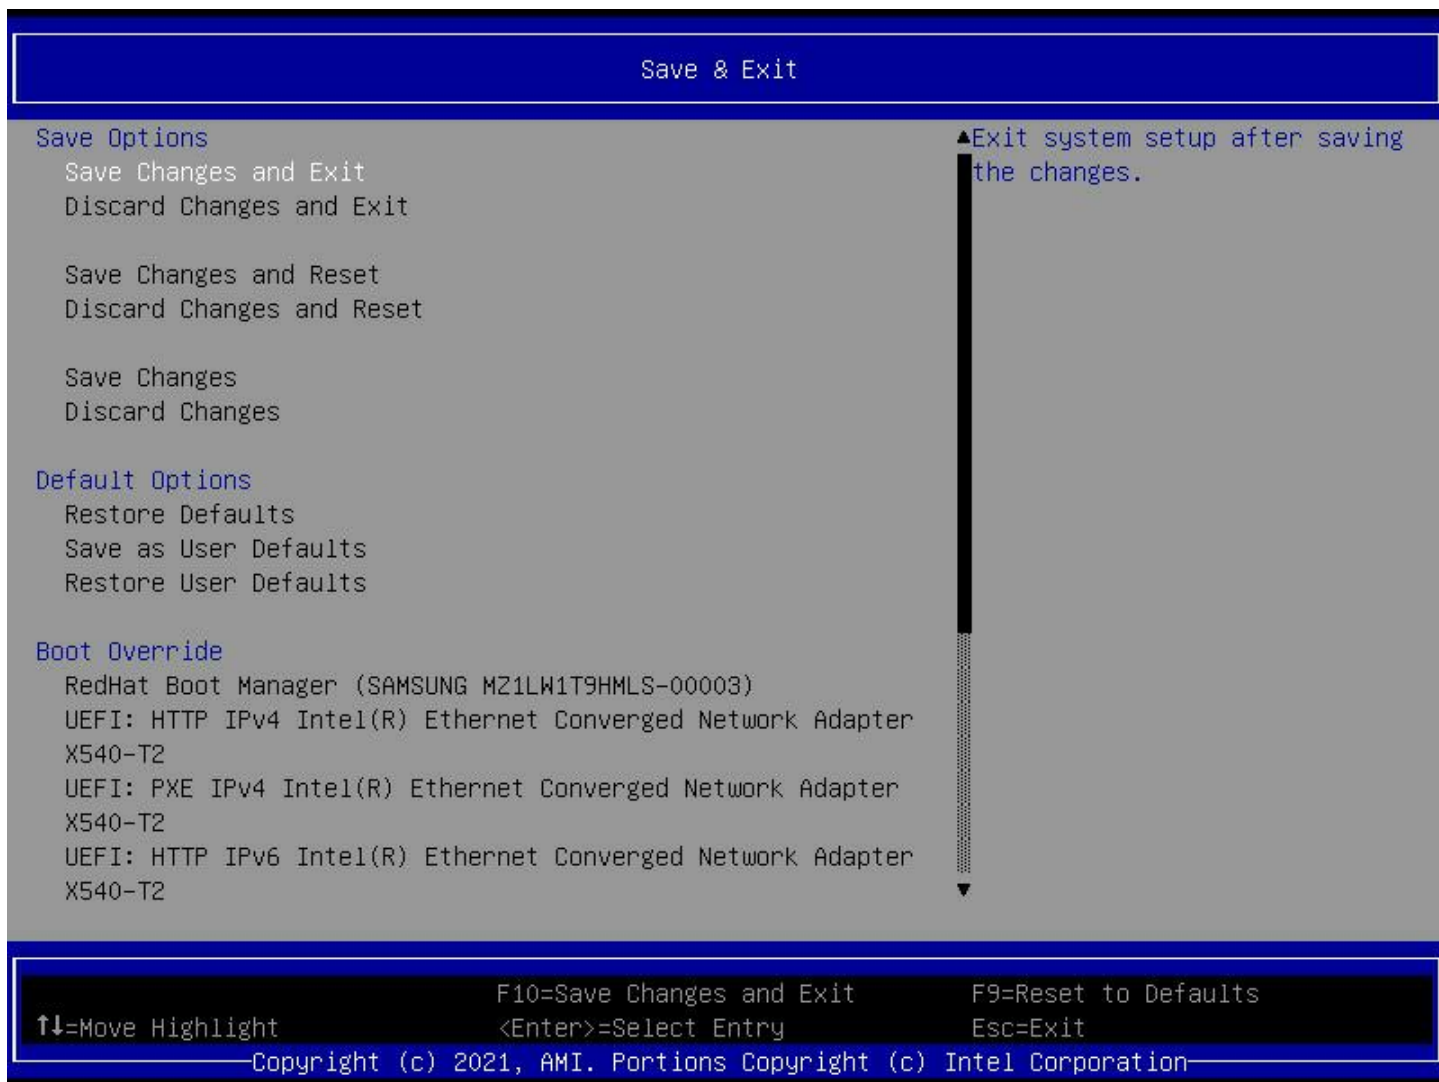 Save & Exit
Save Options
Save Changes and Exit
Discard Changes and Exit
Save Changes and Reset
Discard Changes and Reset
Save Changes
Discard Changes
Default Options
Restore Defaults
Save as User Defaults
Restore User Defaults
Boot Override
RedHat Boot Manager (SAMSUNG MZ1LW1T9HMLS-00003)
UEFI: HTTP IPv4 Intel(R) Ethernet Converged Network Adapter
X540-T2
UEFI: PXE IPv4 Intel(R) Ethernet Converged Network Adapter
X540-T2
UEFI: HTTP IPv6 Intel(R) Ethernet Converged Network Adapter
X540-T2
▲Exit system setup after saving
the changes.
▼
F10=Save Changes and Exit F9=Reset to Defaults
↑↓=Move Highlight <Enter>=Select Entry Esc=Exit
Copyright (c) 2021, AMI. Portions Copyright (c) Intel Corporation